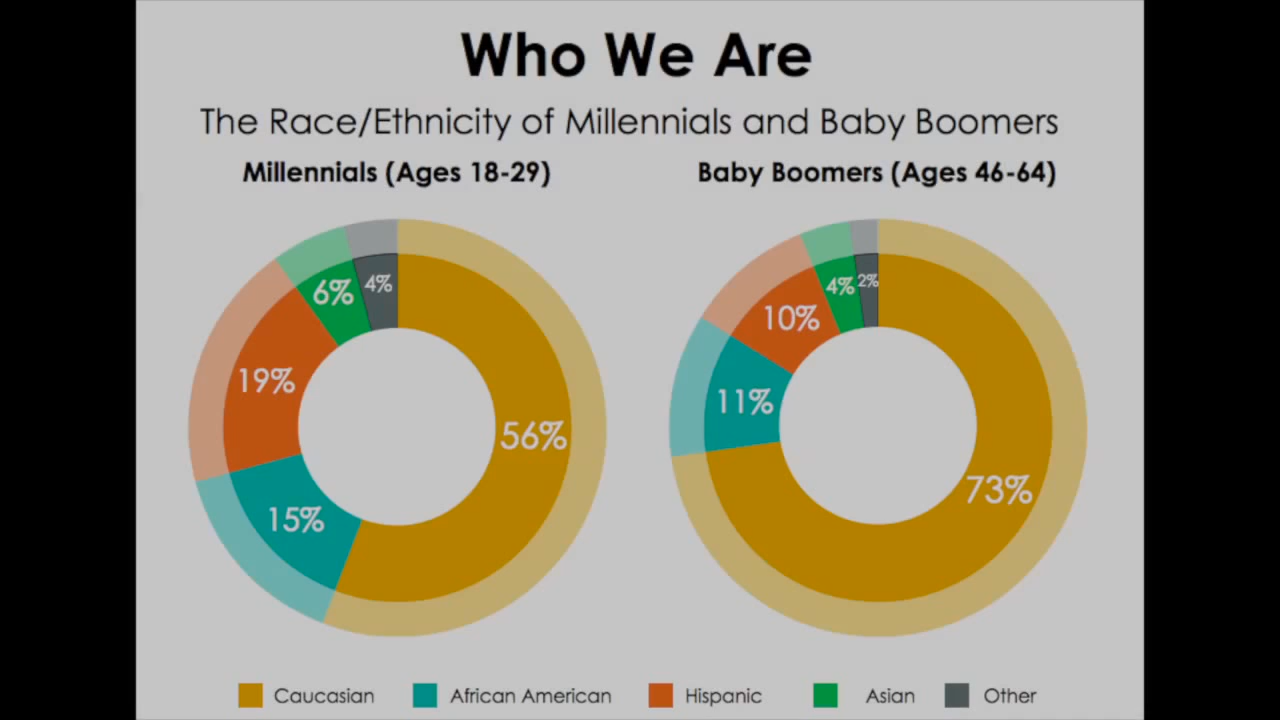 Who We Are
The Race/Ethnicity of Millennials and Baby Boomers
Millennials (Ages 18-29)
56%
15%
19%
6%
4%
Baby Boomers (Ages 46-64)
73%
11%
10%
4%
2%
Caucasian
African American
Hispanic
Asian
Other